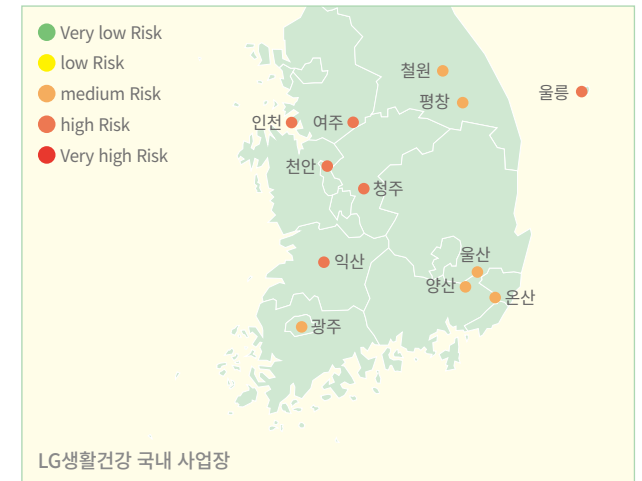 Very low Risk
low Risk
medium Risk
high Risk
Very high Risk
철원
평창
울릉
인천
여주
천안
청주
익산
울산
양산
온산
광주
LG생활건강 국내 사업장